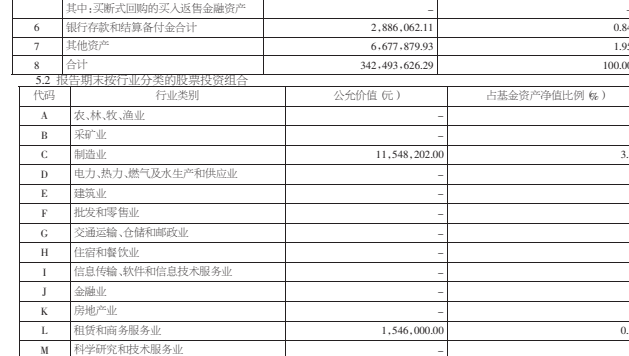 其中:买断式回购的买入返售金融资产 – –
6 银行存款和结算备付金合计 2,886,062.11 0.84
7 其他资产 6,677,879.93 1.95
8 合计 342,493,626.29 100.00
5.2 报告期末按行业分类的股票投资组合
代码 行业类别 公允价值(元) 占基金资产净值比例(%)
A 农、林、牧、渔业 –
B 采矿业 –
C 制造业 11,548,202.00 3.
D 电力、热力、燃气及水生产和供应业 –
E 建筑业 –
F 批发和零售业 –
G 交通运输、仓储和邮政业 –
H 住宿和餐饮业 –
I 信息传输、软件和信息技术服务业 –
J 金融业 –
K 房地产业 –
L 租赁和商务服务业 1,546,000.00 0.
M 科学研究和技术服务业 –